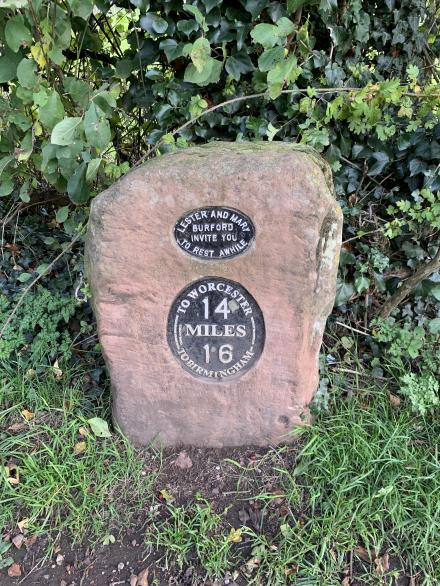 LESTER AND MARY
BURFORD
INVITE YOU
TO REST AWHILE
TO WORCESTER
14
MILES
16
TO BIRMINGHAM